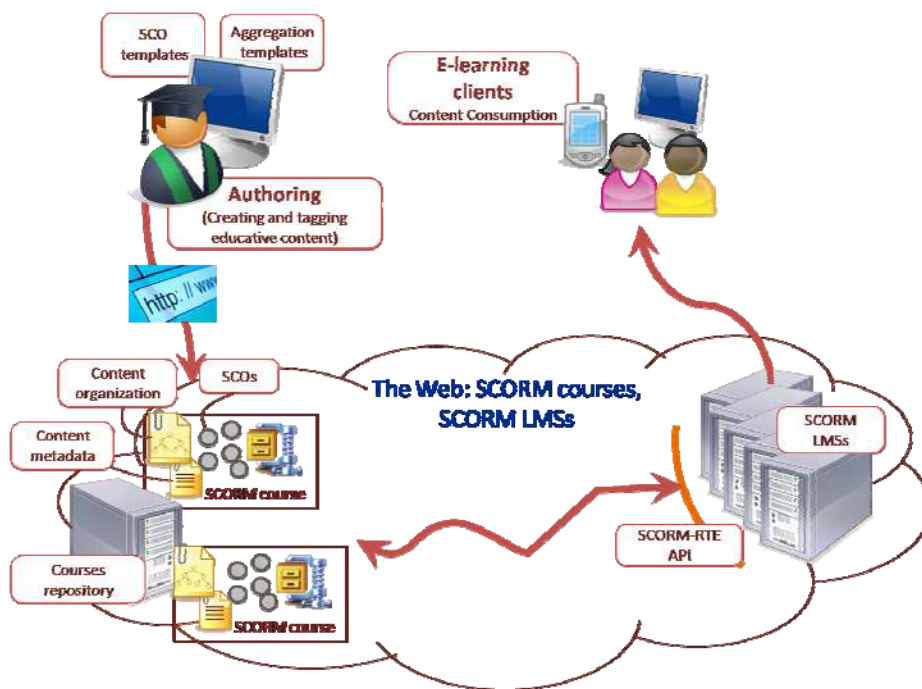 SCO
templates
Aggregation
templates
E-learning
clients
Content Consumption
Authoring
(Creating and tagging
educative content)
http: // www
Content
organization
SCOs
The Web: SCORM courses,
SCORM LMSs
Content
metadata
SCORM course
SCORM
LMSs
SCORM-RTE
API
Courses
repository
SCORM course